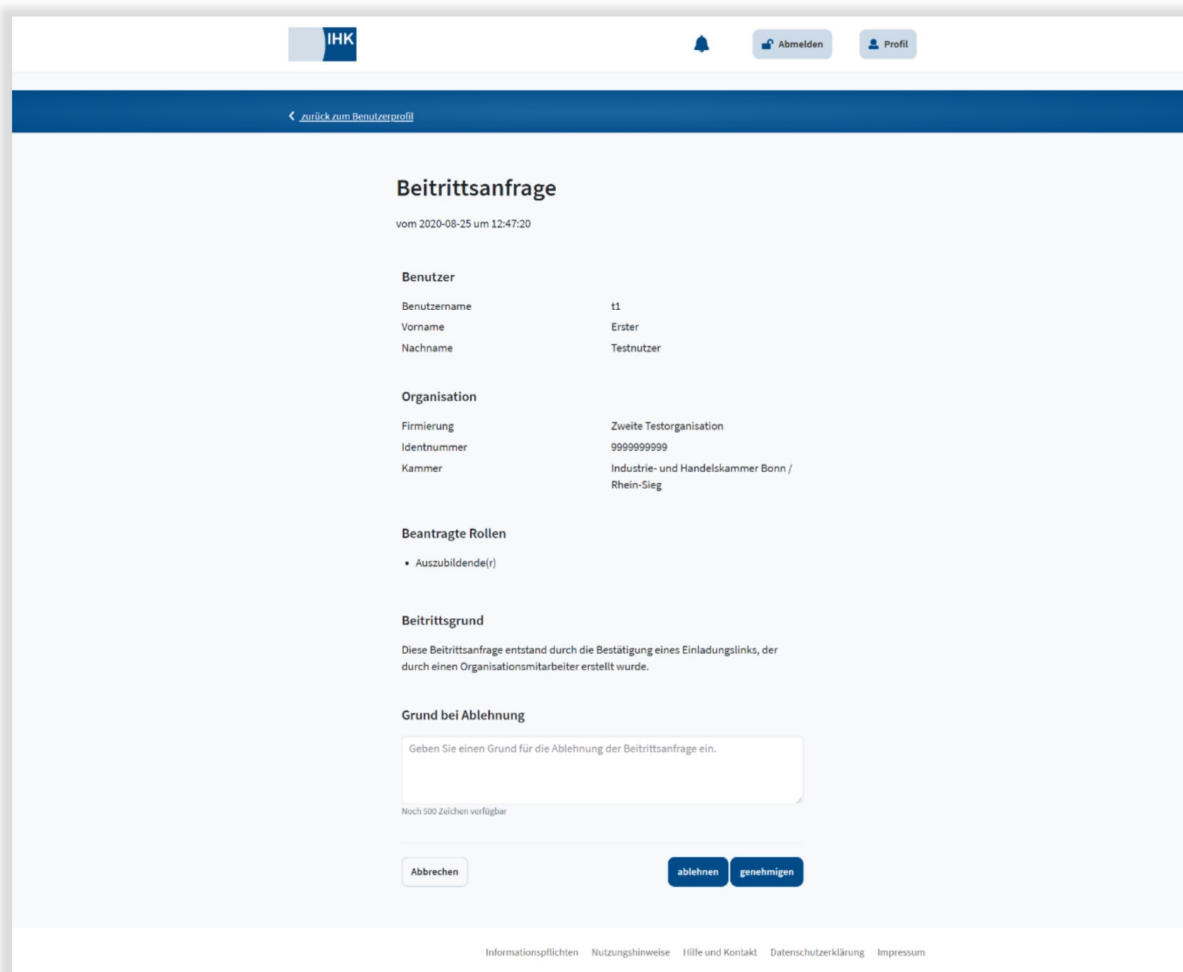 IHK
Abmelden
Profil
zurück zum Benutzerprofil
Beitrittsanfrage
vom 2020-08-25 um 12:47:20
Benutzer
Benutzername t1
Vorname Erster
Nachname Testnutzer
Organisation
Firmierung Zweite Testorganisation
Identnummer 9999999999
Kammer Industrie- und Handelskammer Bonn /
Rhein-Sieg
Beantragte Rollen
• Auszubildende(r)
Beitrittsgrund
Diese Beitrittsanfrage entstand durch die Bestätigung eines Einladungslinks, der
durch einen Organisationsmitarbeiter erstellt wurde.
Grund bei Ablehnung
Geben Sie einen Grund für die Ablehnung der Beitrittsanfrage ein.
Noch 500 Zeichen verfügbar
Abbrechen ablehnen genehmigen
Informationspflichten Nutzungshinweise Hilfe und Kontakt Datenschutzerklärung Impressum